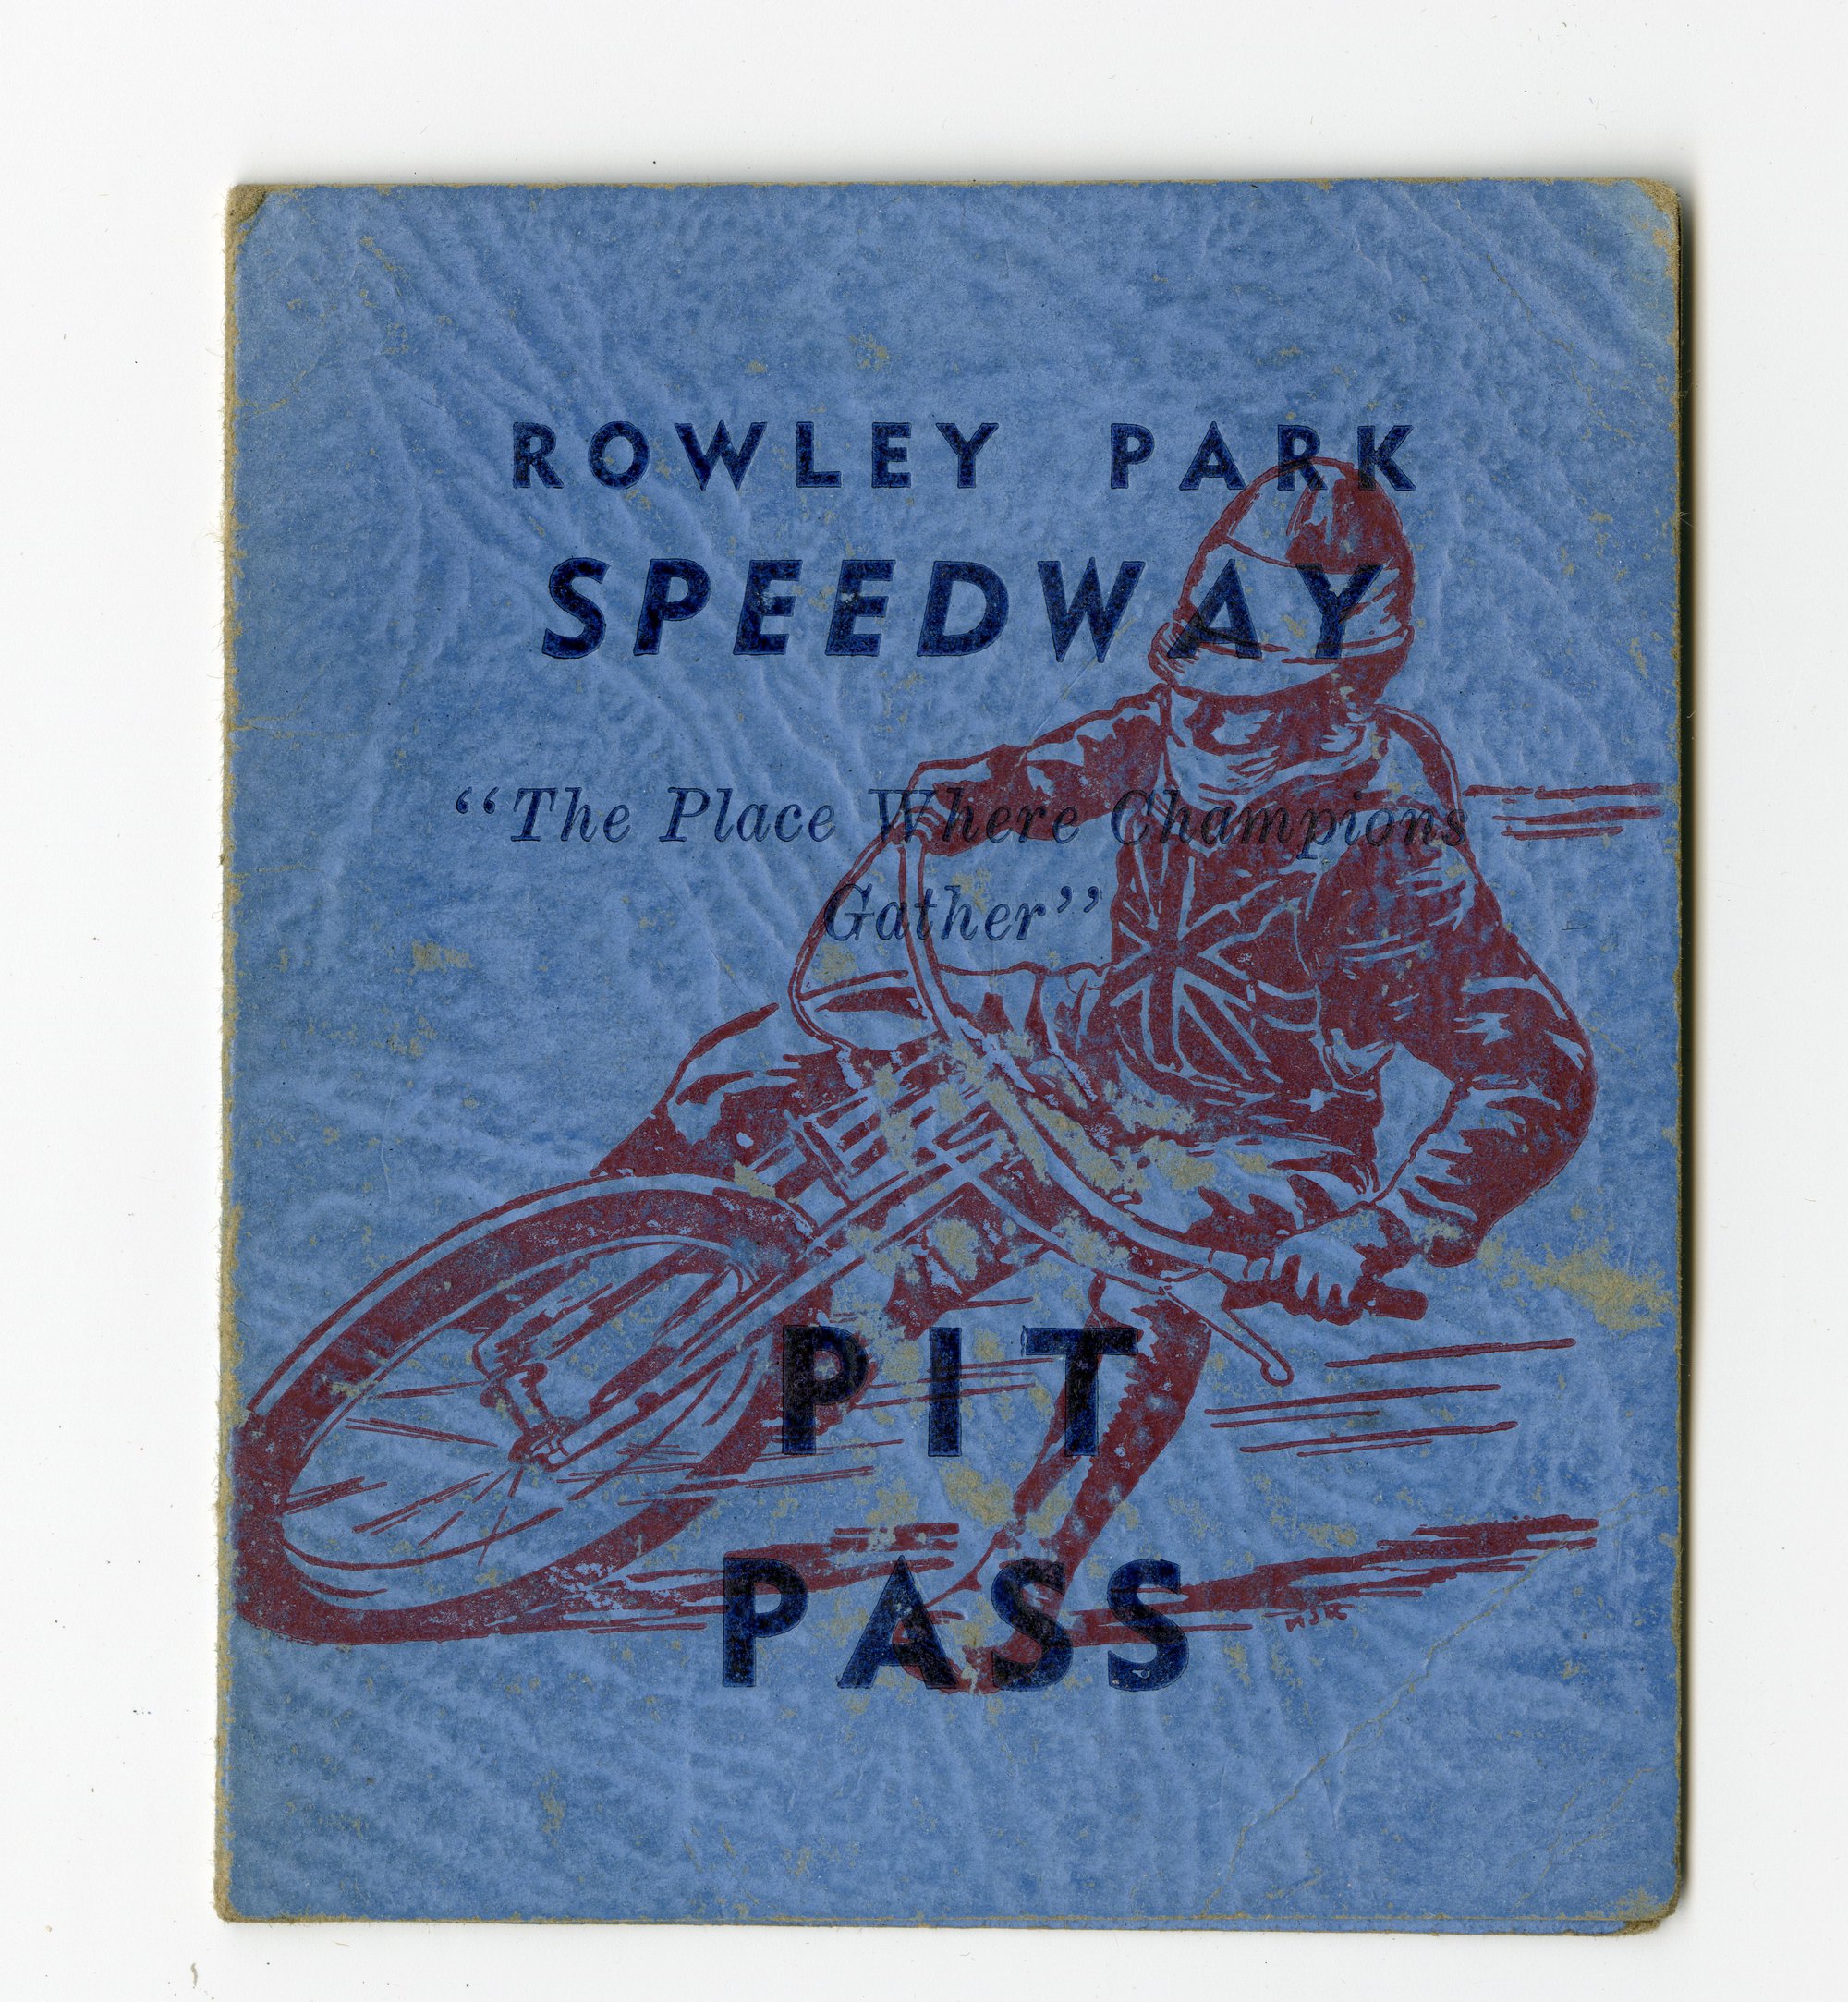 ROWLEY PARK
SPEEDWAY
“The Place Where Champions
Gather”
PIT
PASS